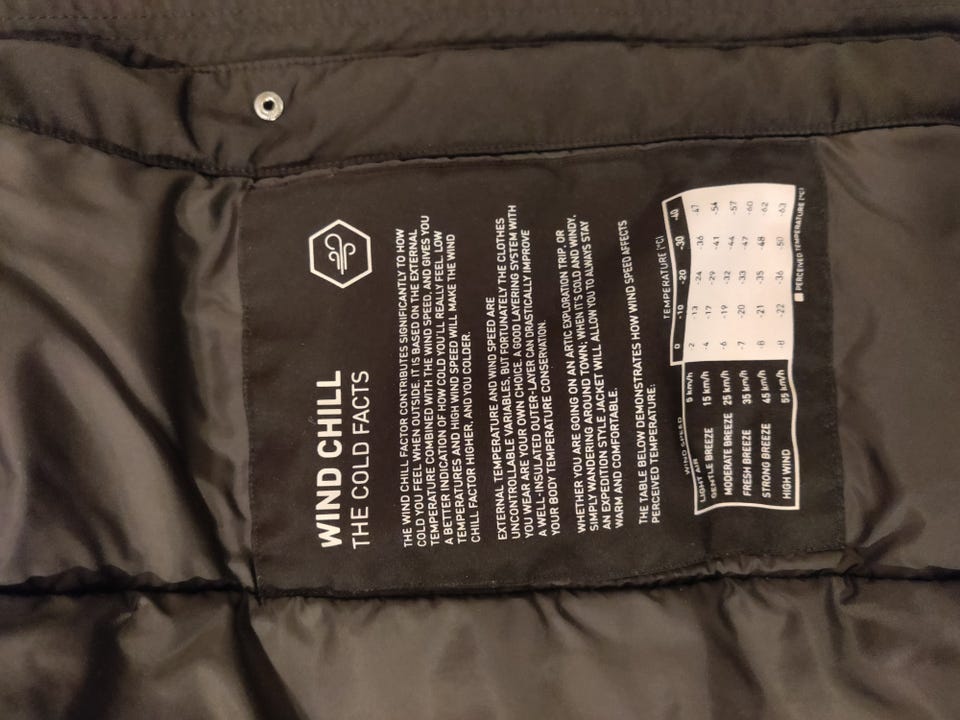 WIND CHILL
THE COLD FACTS
THE WIND CHILL FACTOR CONTRIBUTES SIGNIFICANTLY TO HOW
COLD YOU FEEL WHEN OUTSIDE. IT IS BASED ON THE EXTERNAL
TEMPERATURE COMBINED WITH THE WIND SPEED, AND GIVES YOU
A BETTER INDICATION OF HOW COLD YOU'LL REALLY FEEL. LOW
TEMPERATURES AND HIGH WIND SPEED WILL MAKE THE WIND
CHILL FACTOR HIGHER, AND YOU COLDER.
EXTERNAL TEMPERATURE AND WIND SPEED ARE
UNCONTROLLABLE VARIABLES, BUT FORTUNATELY THE CLOTHES
YOU WEAR ARE YOUR OWN CHOICE. A GOOD LAYERING SYSTEM WITH
A WELL-INSULATED OUTER-LAYER CAN DRASTICALLY IMPROVE
YOUR BODY TEMPERATURE CONSERVATION.
WHETHER YOU ARE GOING ON AN ARTIC EXPLORATION TRIP, OR
SIMPLY WANDERING AROUND TOWN; WHEN IT'S COLD AND WINDY,
AN EXPEDITION STYLE JACKET WILL ALLOW YOU TO ALWAYS STAY
WARM AND COMFORTABLE.
THE TABLE BELOW DEMONSTRATES HOW WIND SPEED AFFECTS
PERCEIVED TEMPERATURE:
TEMPERATURE (°C)
WIND SPEED 0 -10 -20 -30 -40
LIGHT AIR 5 km/h -2 -13 -24 -36 -47
GENTLE BREEZE 15 km/h -4 -17 -29 -41 -54
MODERATE BREEZE 25 km/h -6 -19 -32 -44 -57
FRESH BREEZE 35 km/h -7 -20 -33 -47 -60
STRONG BREEZE 45 km/h -8 -21 -35 -48 -62
HIGH WIND 55 km/h -8 -22 -36 -50 -63
PERCEIVED TEMPERATURE (°C)